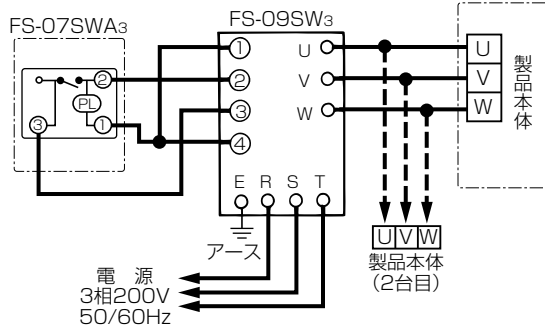 FS-07SWA3
FS-09SW3
② PL ③ ①
① ② ③ ④
U V W
E R S T
アース
U V W
製品本体
U V W
製品本体
(2台目)
電 源
3相200V
50/60Hz